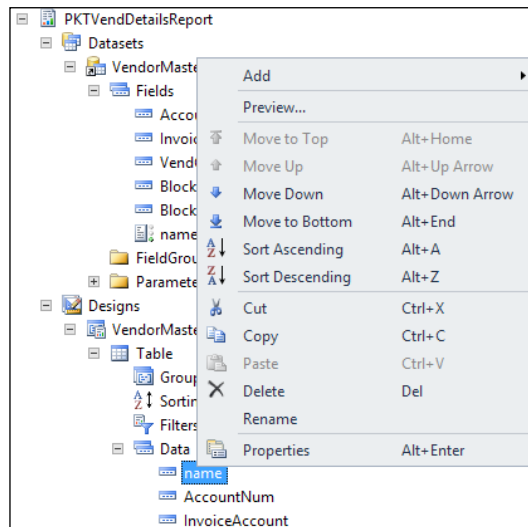 PKTVendDetailsReport
Datasets
VendorMaste
Fields
Accou
Invoic
Vend
Block
Block
name
FieldGrou
Paramete
Designs
VendorMaste
Table
Group
Sortin
Filters
Data
name
AccountNum
InvoiceAccount
Add
Preview...
Move to Top Alt+Home
Move Up Alt+Up Arrow
Move Down Alt+Down Arrow
Move to Bottom Alt+End
Sort Ascending Alt+A
Sort Descending Alt+Z
Cut Ctrl+X
Copy Ctrl+C
Paste Ctrl+V
Delete Del
Rename
Properties Alt+Enter